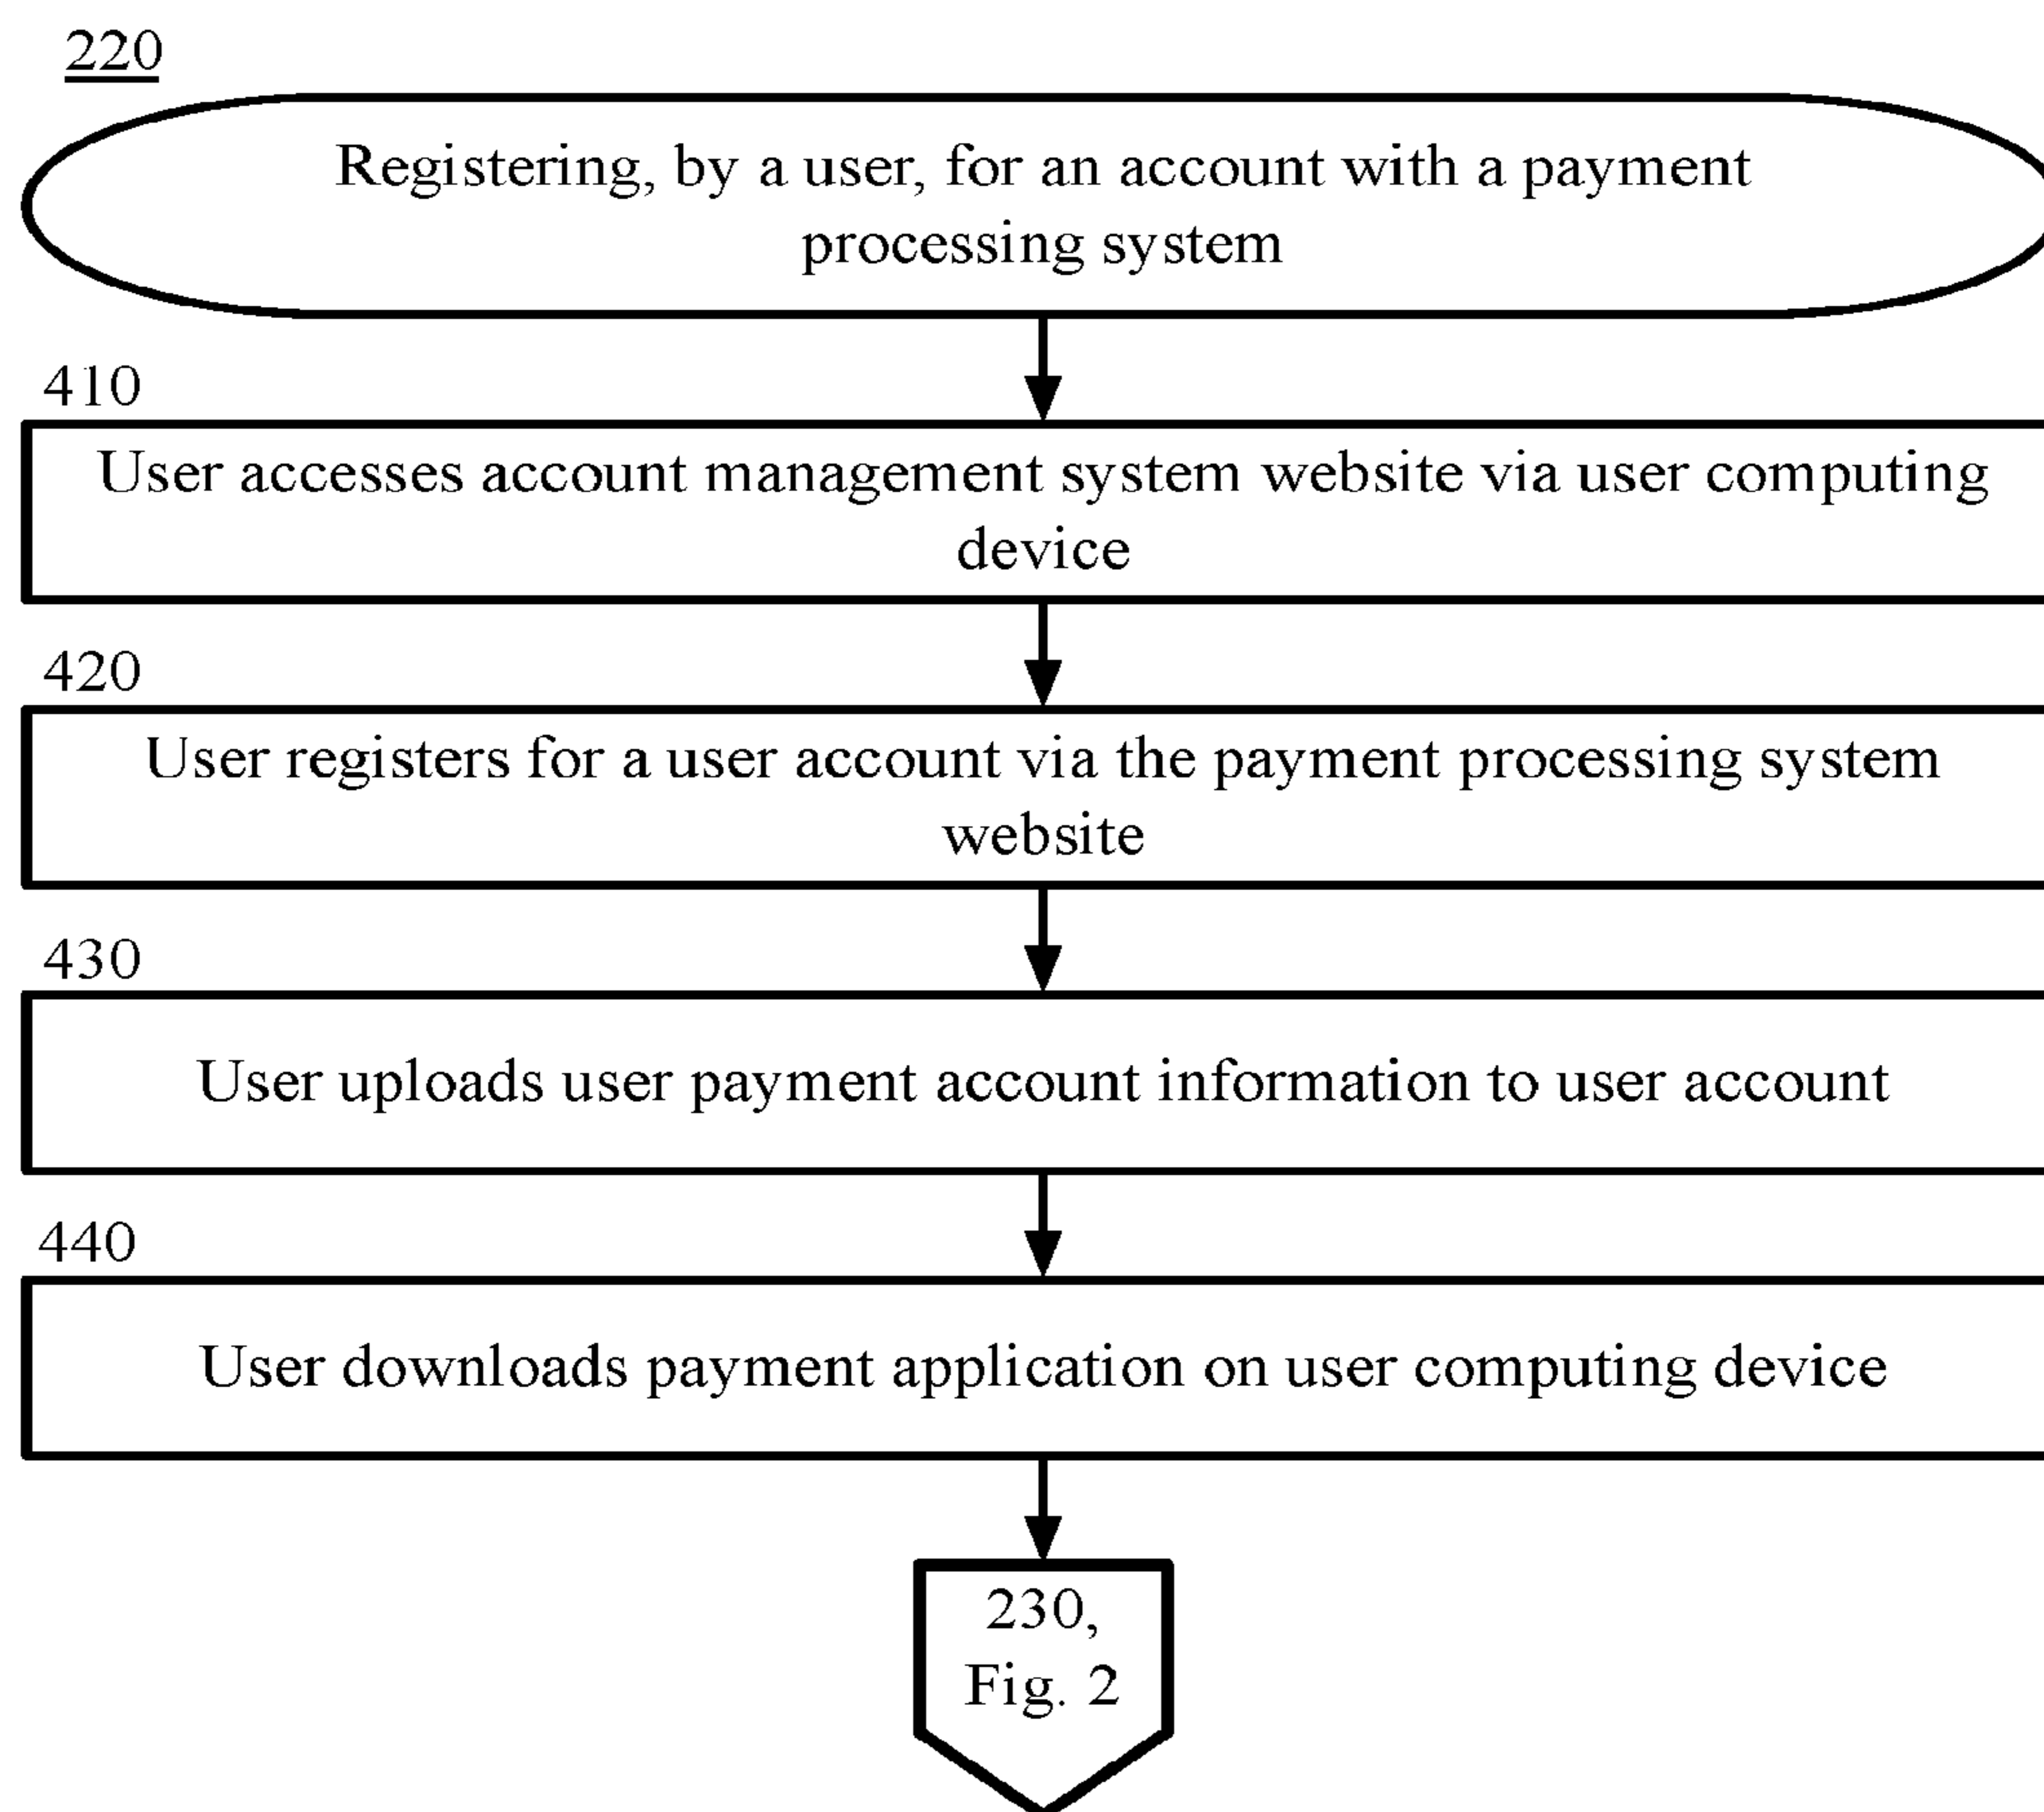 220
Registering, by a user, for an account with a payment
processing system
410
User accesses account management system website via user computing
device
420
User registers for a user account via the payment processing system
website
430
User uploads user payment account information to user account
440
User downloads payment application on user computing device
230,
Fig. 2